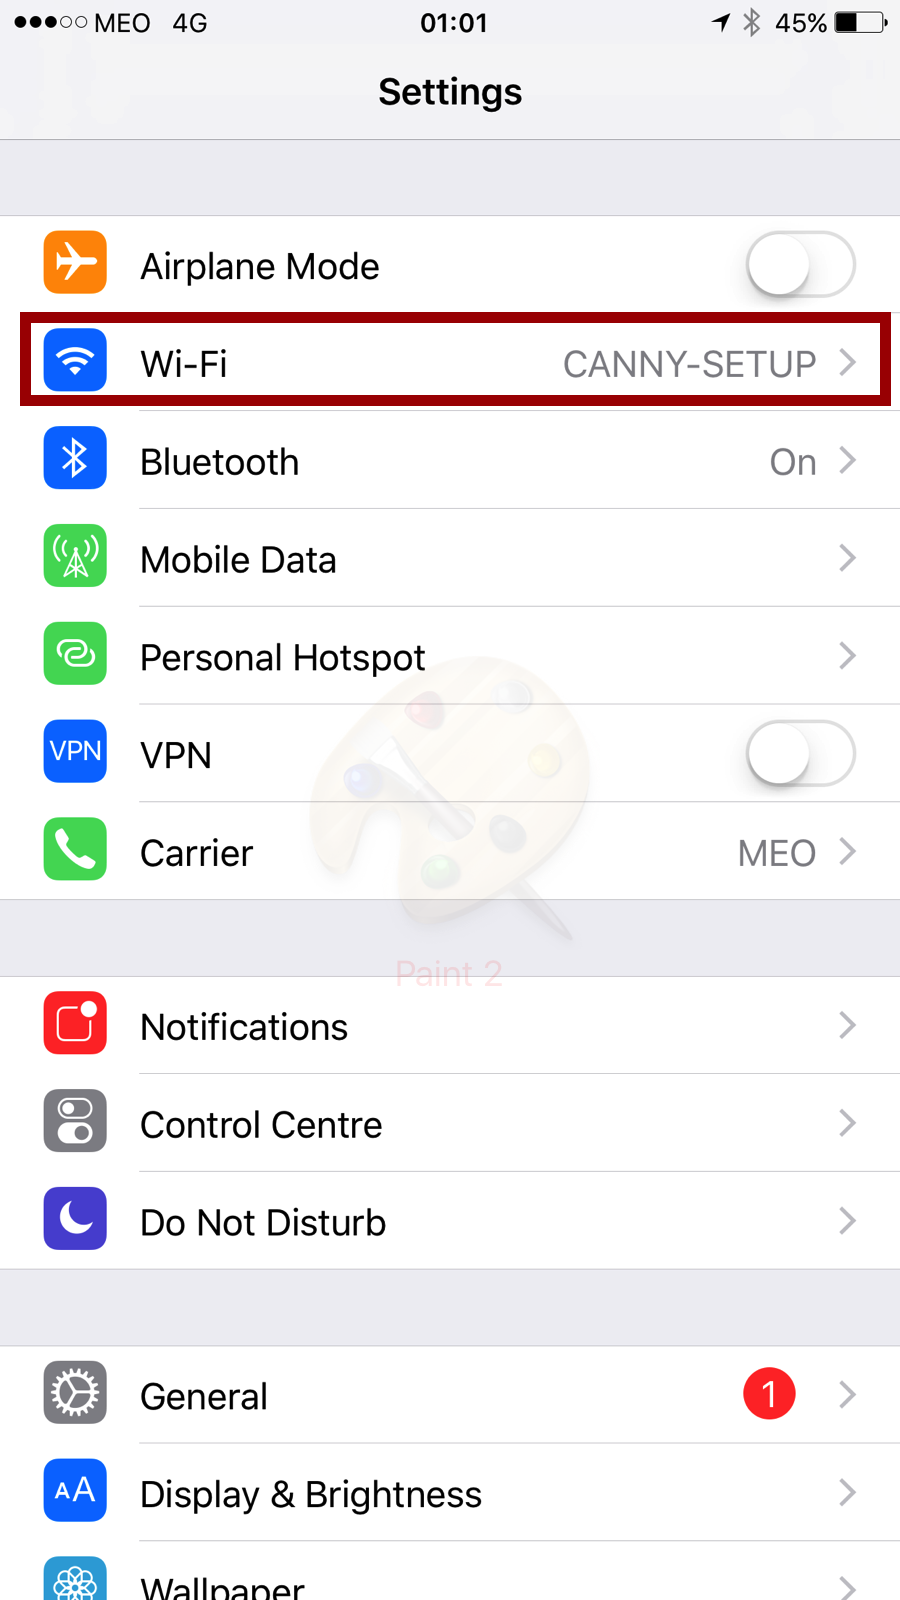 MEO 4G 01:01 45%
Settings
Airplane Mode
Wi-Fi CANNY-SETUP
Bluetooth On
Mobile Data
Personal Hotspot
VPN VPN
Carrier MEO
Paint 2
Notifications
Control Centre
Do Not Disturb
General 1
AA Display & Brightness
Wallpaper